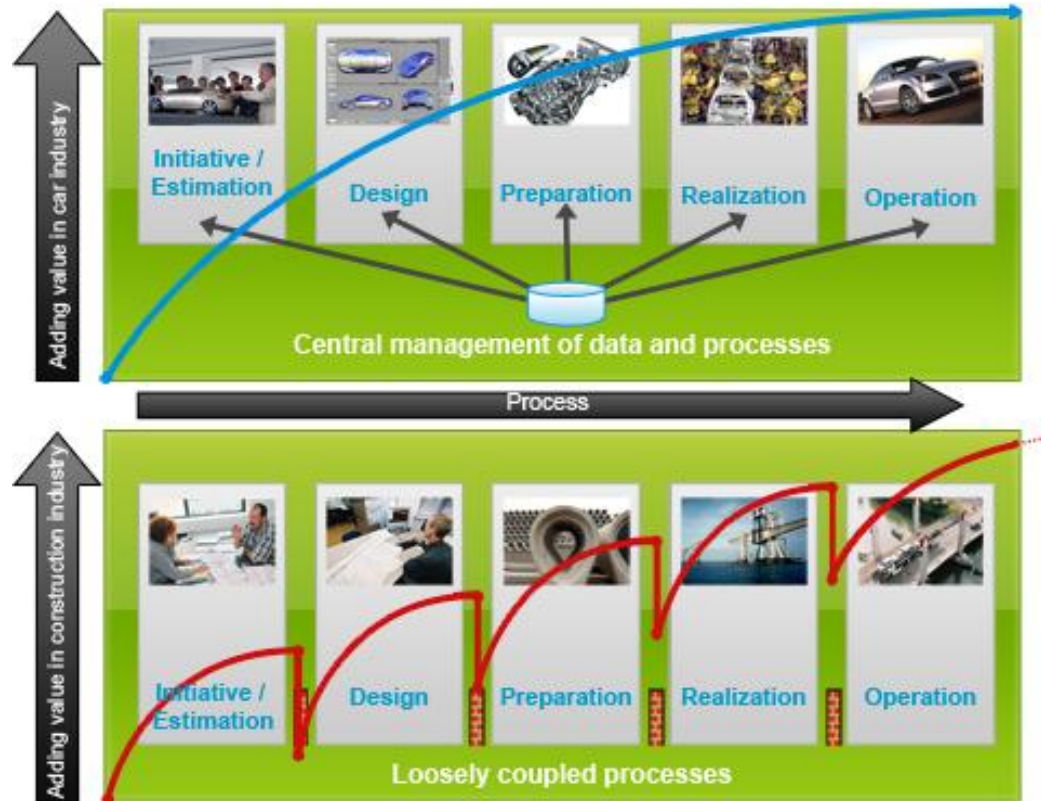 Adding value in car industry
Initiative /
Estimation
Design
Preparation
Realization
Operation
Central management of data and processes
Process
Adding value in construction industry
Initiative /
Estimation
Design
Preparation
Realization
Operation
Loosely coupled processes